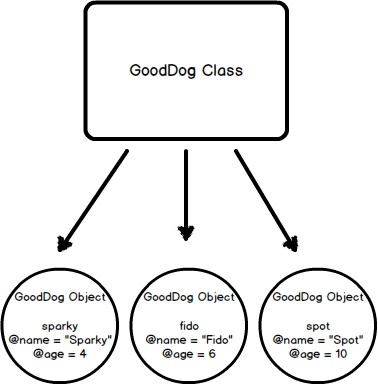 GoodDog Class
GoodDog Object
sparky
@name = "Sparky"
@age = 4
GoodDog Object
fido
@name = "Fido"
@age = 6
GoodDog Object
spot
@name = "Spot"
@age = 10